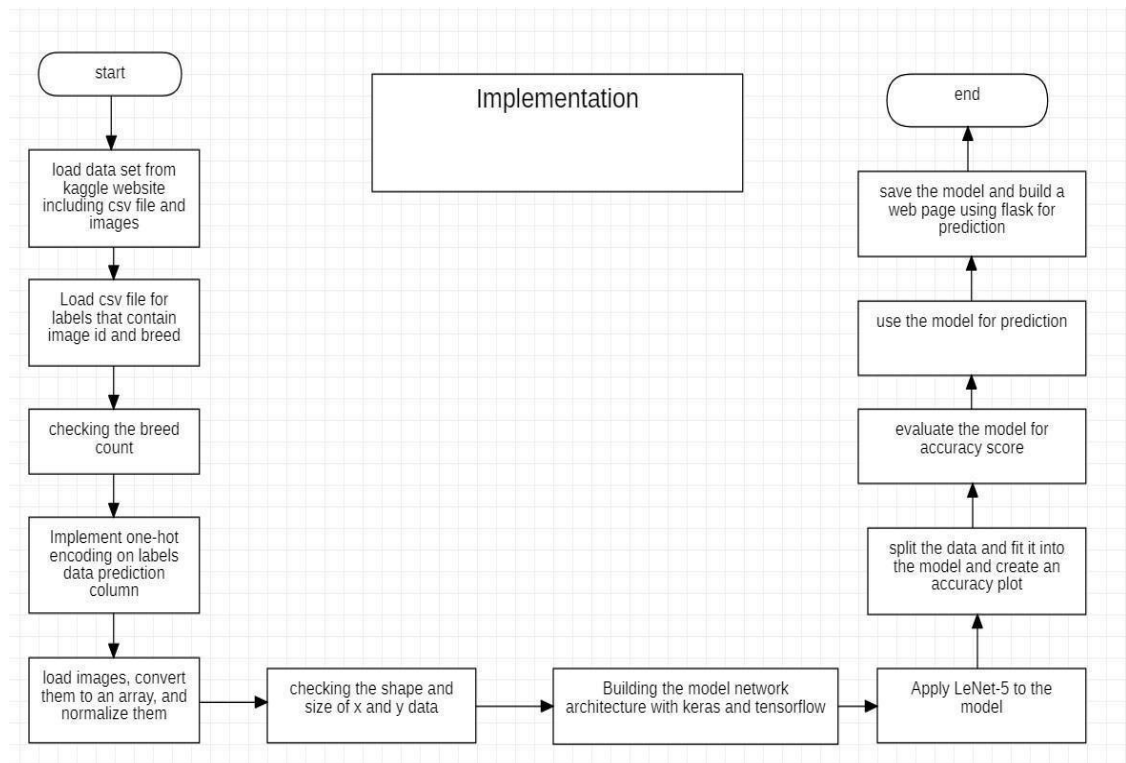 start
Implementation
end
load data set from
kaggle website
including csv file and
images
Load csv file for
labels that contain
image id and breed
checking the breed
count
Implement one-hot
encoding on labels
data prediction
column
load images, convert
them to an array, and
normalize them
checking the shape and
size of x and y data
Building the model network
architecture with keras and tensorflow
Apply LeNet-5 to the
model
split the data and fit it into
the model and create an
accuracy plot
evaluate the model for
accuracy score
use the model for prediction
save the model and build a
web page using flask for
prediction